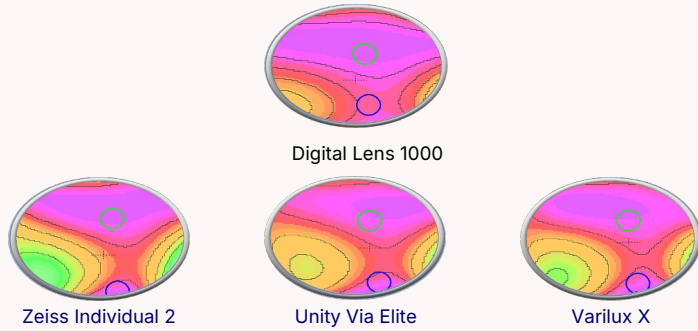 Digital Lens 1000
Zeiss Individual 2
Unity Via Elite
Varilux X